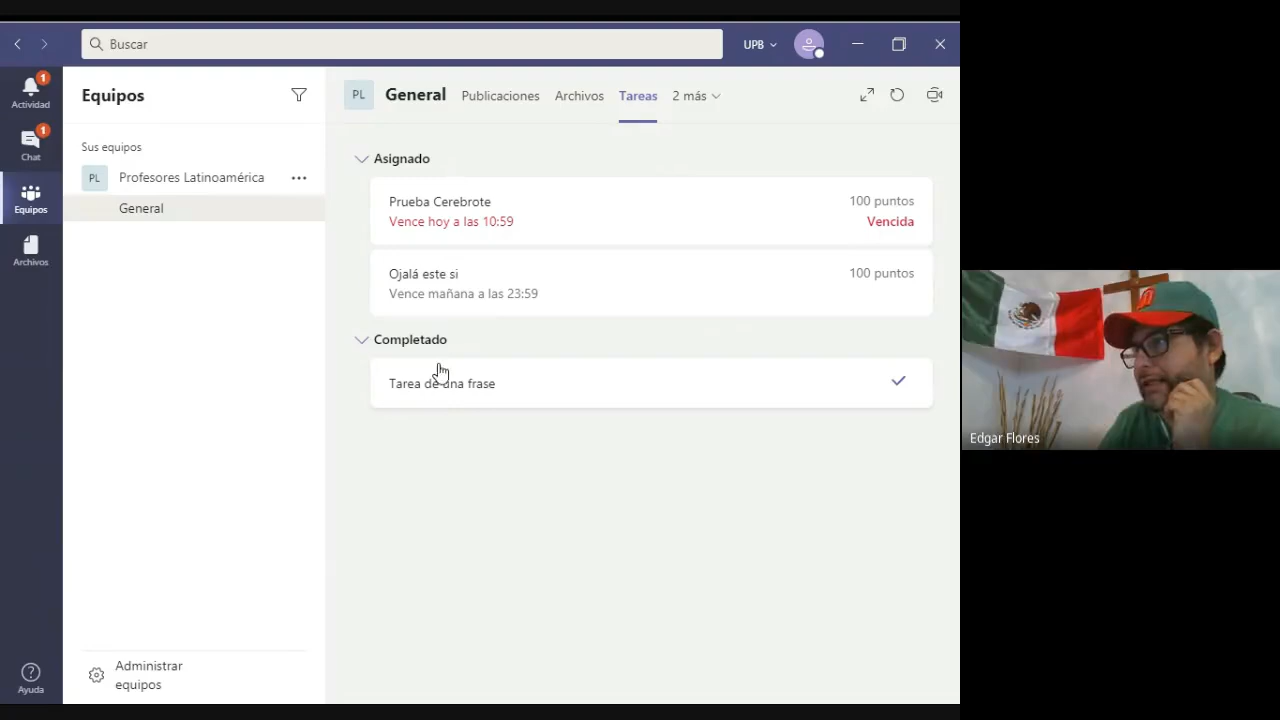 Buscar
UPB
1
Actividad
1
Chat
Equipos
Archivos
Ayuda
Equipos
Sus equipos
PL Profesores Latinoamérica
General
Administrar
equipos
PL General Publicaciones Archivos Tareas 2 más
Asignado
Prueba Cerebrote 100 puntos
Vence hoy a las 10:59 Vencida
Ojalá este si 100 puntos
Vence mañana a las 23:59
Completado
Tarea de una frase
Edgar Flores